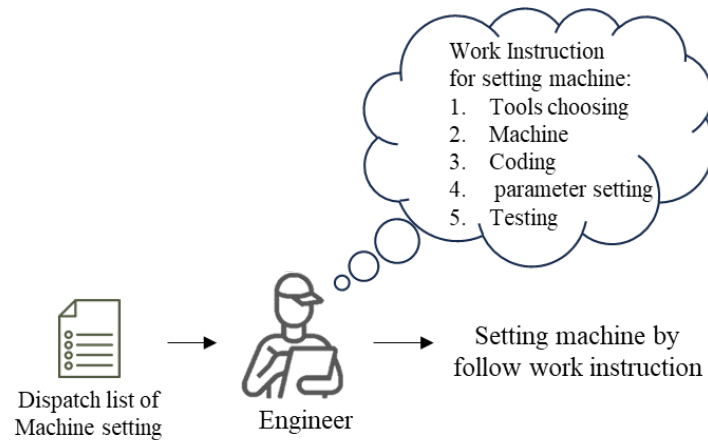 Work Instruction
for setting machine:
1. Tools choosing
2. Machine
3. Coding
4. parameter setting
5. Testing
Setting machine by
follow work instruction
Dispatch list of
Machine setting
Engineer